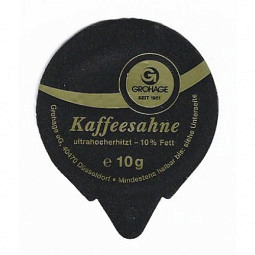 G
GROHAGE
SEIT 1951
Kaffeesahne
ultrahocherhitzt – 10% Fett
e 10g
Grohage eG, 40470 Düsseldorf • Mindestens haltbar bis: siehe Unterseite